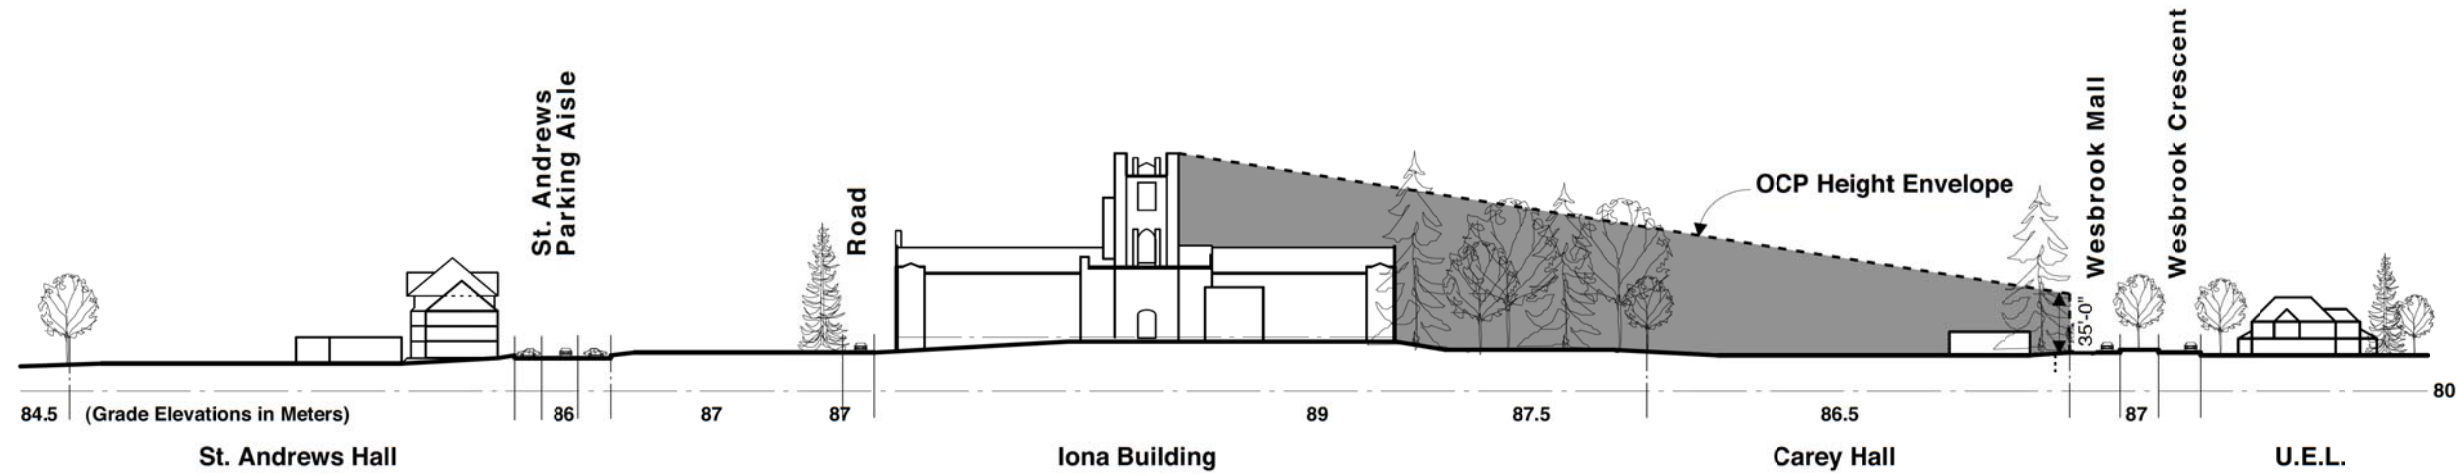 St. Andrews
Parking Aisle
Road
OCP Height Envelope
Wesbrook Mall
Wesbrook Crescent
35'-0"
80
84.5 (Grade Elevations in Meters) 86 87 87 89 87.5 86.5 87
St. Andrews Hall Iona Building Carey Hall U.E.L.